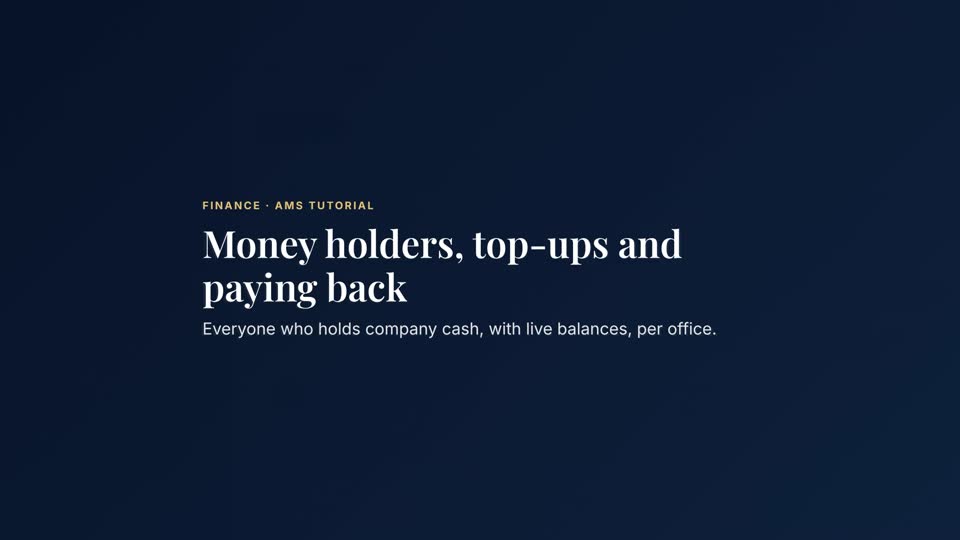 FINANCE · AMS TUTORIAL
Money holders, top-ups and
paying back
Everyone who holds company cash, with live balances, per office.